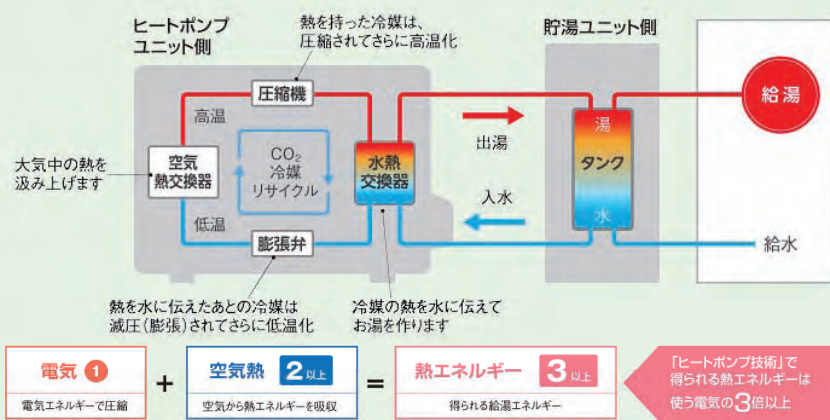 ヒートポンプ
ユニット側
熱を持った冷媒は、
圧縮されてさらに高温化
貯湯ユニット側
圧縮機
給湯
高温
湯
出湯
大気中の熱を
汲み上げます
空気
熱交換器
CO₂
冷媒
リサイクル
水熱
交換器
タンク
入水
低温
水
膨張弁
給水
熱を水に伝えたあとの冷媒は
減圧(膨張)されてさらに低温化
冷媒の熱を水に伝えて
お湯を作ります
電気 1
電気エネルギーで圧縮
+
空気熱 2以上
空気から熱エネルギーを吸収
=
熱エネルギー 3以上
得られる給湯エネルギー
「ヒートポンプ技術」で
得られる熱エネルギーは
使う電気の3倍以上